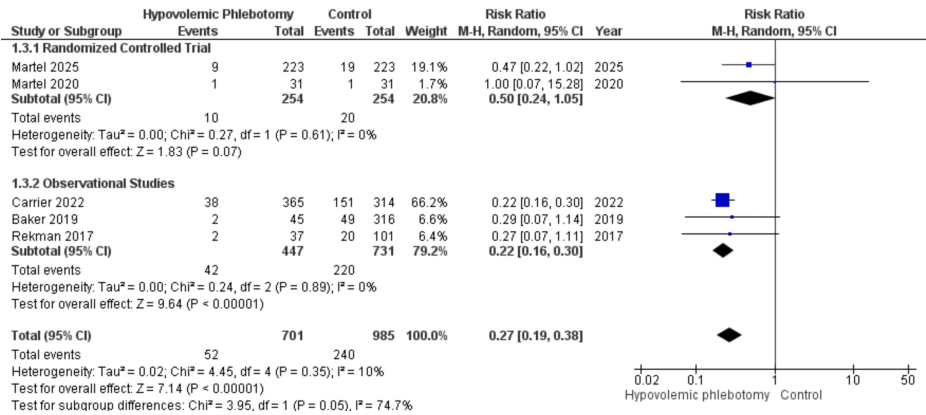 Hypovolemic Phlebotomy Control Risk Ratio Risk Ratio
Study or Subgroup Events Total Events Total Weight M-H, Random, 95% CI Year M-H, Random, 95% CI
1.3.1 Randomized Controlled Trial
Martel 2025 9 223 19 223 19.1% 0.47 [0.22, 1.02] 2025
Martel 2020 1 31 1 31 1.7% 1.00 [0.07, 15.28] 2020
Subtotal (95% CI) 254 254 20.8% 0.50 [0.24, 1.05]
Total events 10 20
Heterogeneity: Tau² = 0.00; Chi² = 0.27, df = 1 (P = 0.61); I² = 0%
Test for overall effect: Z = 1.83 (P = 0.07)
1.3.2 Observational Studies
Carrier 2022 38 365 151 314 66.2% 0.22 [0.16, 0.30] 2022
Baker 2019 2 45 49 316 6.6% 0.29 [0.07, 1.14] 2019
Rekman 2017 2 37 20 101 6.4% 0.27 [0.07, 1.11] 2017
Subtotal (95% CI) 447 731 79.2% 0.22 [0.16, 0.30]
Total events 42 220
Heterogeneity: Tau² = 0.00; Chi² = 0.24, df = 2 (P = 0.89); I² = 0%
Test for overall effect: Z = 9.64 (P < 0.00001)
Total (95% CI) 701 985 100.0% 0.27 [0.19, 0.38]
Total events 52 240
Heterogeneity: Tau² = 0.02; Chi² = 4.45, df = 4 (P = 0.35); I² = 10%
Test for overall effect: Z = 7.14 (P < 0.00001)
Test for subgroup differences: Chi² = 3.95, df = 1 (P = 0.05), I² = 74.7%
0.02 0.1 1 10 50
Hypovolemic phlebotomy Control